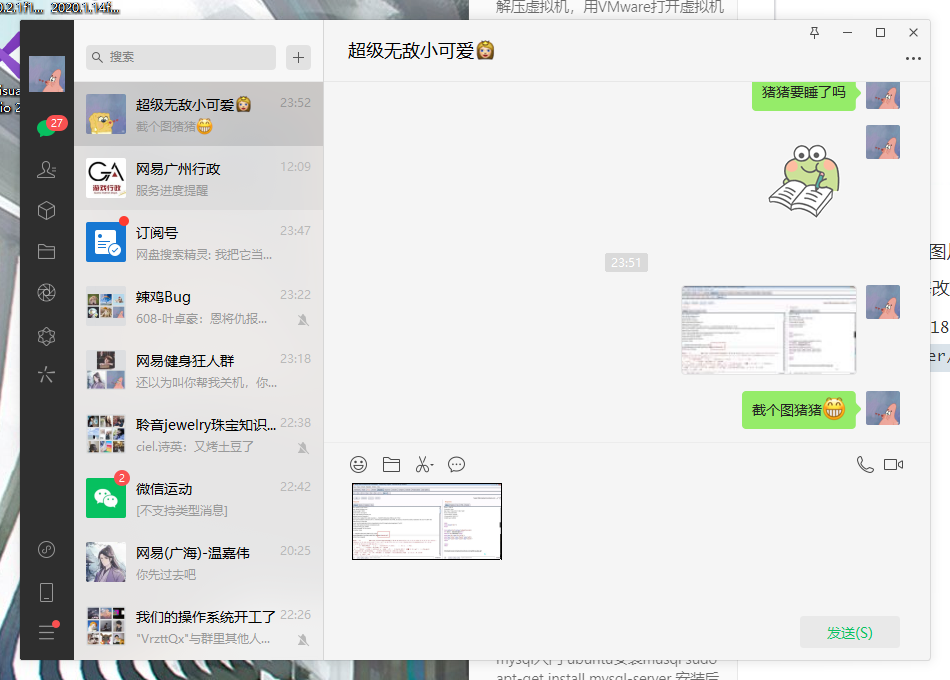 2020.1.14f...
解压虚拟机，用VMware打开虚拟机
搜索
27
超级无敌小可爱👸
23:52
截个图猪猪😁
网易广州行政
12:09
服务进度提醒
GA
游戏行政
订阅号
23:47
网盘搜索精灵: 我把它当...
辣鸡Bug
23:22
608-叶卓豪：恩将仇报...
网易健身狂人群
23:18
还以为叫你帮我关机，你...
聆音jewelry珠宝知识...
22:38
ciel.诗英：又烤土豆了
2
微信运动
22:42
[不支持类型消息]
网易(广海)-温嘉伟
20:25
你先过去吧
我们的操作系统开工了
22:26
"VrzttQx"与群里其他人...
超级无敌小可爱👸
猪猪要睡了吗
23:51
截个图猪猪😁
发送(S)
图
改
18
er,
mysql入门 ubuntu安装musql sudo
apt-get install mysql-server 安装后